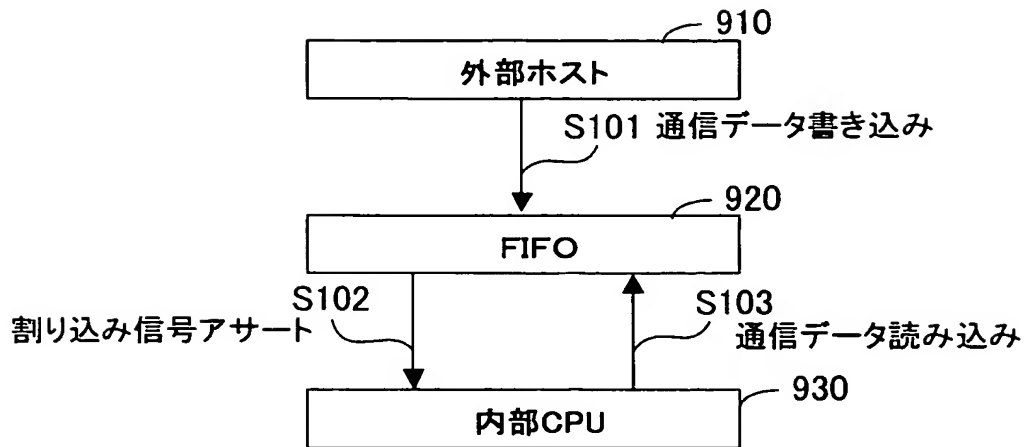 910
外部ホスト
S101 通信データ書き込み
920
FIFO
S102
割り込み信号アサート
S103
通信データ読み込み
930
内部CPU